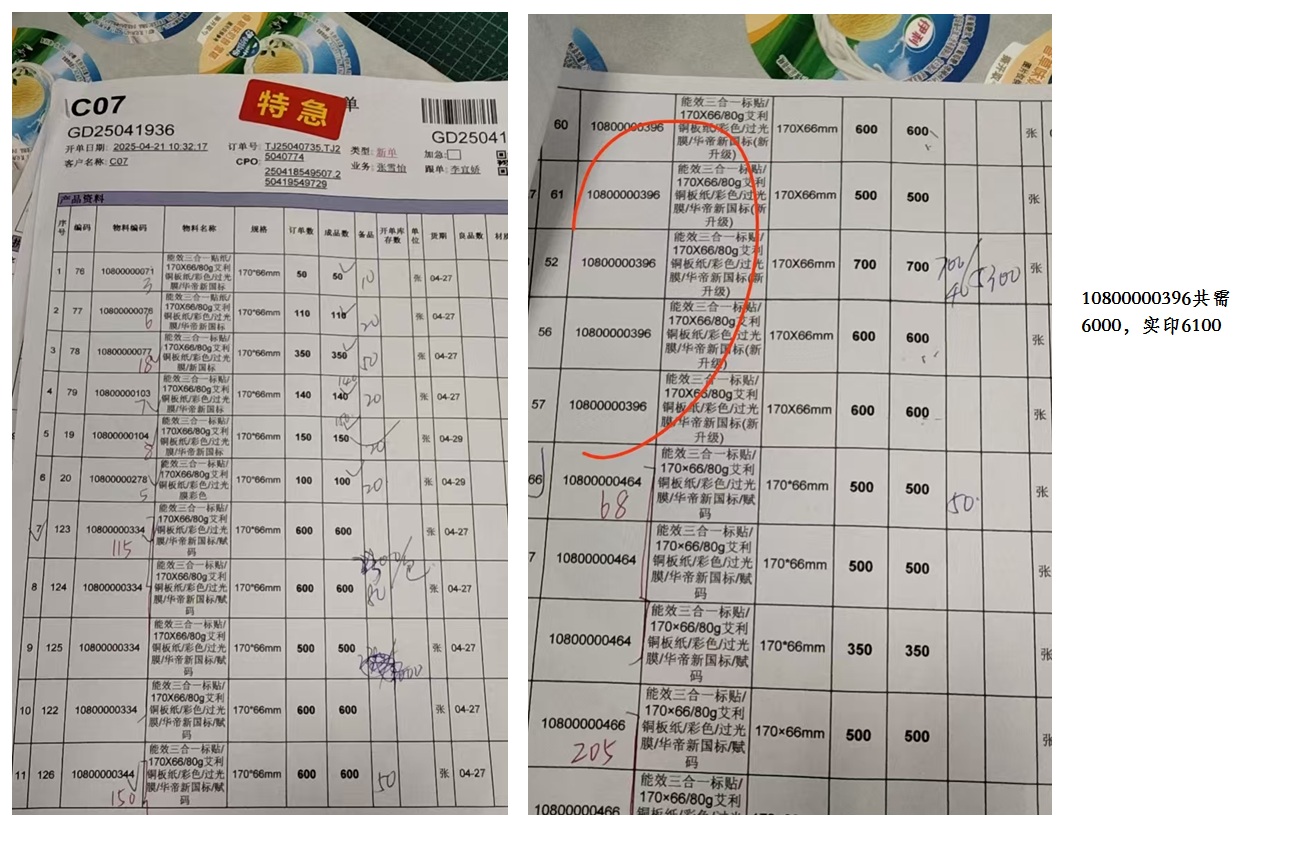 C07
特急
单
GD25041936
GD25041
开单日期: 2025-04-21 10:32:17
订单号: TJ25040735,TJ2
5040774
类型: 新单
加急:
客户名称: C07
CPO:
250418549507,2
50419549729
业务: 张雪怡
跟单: 李宜娇
产品资料
序号 编码 物料编码 物料名称 规格 订单数 成品数 备品 开单库存数 单位 货期 良品数
1 76 10800000071 能效三合一贴纸/
170X66/80g艾利
铜板纸/彩色/过光
膜/华帝新国标 170*66mm 50 50 10 张 04-27
3
2 77 10800000076 能效三合一贴纸/
170X66/80g艾利
铜板纸/彩色/过光
膜/华帝新国标 170*66mm 110 110 20 张 04-27
6
3 78 10800000077 能效三合一贴纸/
170X66/80g艾利
铜板纸/彩色/过光
膜/新国标 170*66mm 350 350 50 张 04-27
18
4 79 10800000103 能效三合一标贴/
170X66/80g艾利
铜板纸/彩色/过光
膜/华帝新国标 170*66mm 140 140 20 张 04-27
7
5 19 10800000104 能效三合一标贴/
170X66/80g艾利
铜板纸/彩色/过光
膜/华帝新国标 170*66mm 150 150 20 张 04-29
8
6 20 10800000278 能效三合一标贴/
170X66/80g艾利
铜板纸/彩色/过光
膜彩色 170*66mm 100 100 20 张 04-29
5
7 123 10800000334 能效三合一标贴/
170X66/80g艾利
铜板纸/彩色/过光
膜/华帝新国标/赋
码 170*66mm 600 600 张 04-27
115
8 124 10800000334 能效三合一标贴/
170X66/80g艾利
铜板纸/彩色/过光
膜/华帝新国标/赋
码 170*66mm 600 600 80 张 04-27
9 125 10800000334 能效三合一标贴/
170X66/80g艾利
铜板纸/彩色/过光
膜/华帝新国标/赋
码 170*66mm 500 500 张 04-27
10 122 10800000334 能效三合一标贴/
170X66/80g艾利
铜板纸/彩色/过光
膜/华帝新国标/赋
码 170*66mm 600 600 张 04-27
11 126 10800000344 能效三合一标贴/
170X66/80g艾利
铜板纸/彩色/过光
膜/华帝新国标/赋
码 170*66mm 600 600 50 张 04-27
150
伊利
60 10800000396 能效三合一标贴/
170X66/80g艾利
铜板纸/彩色/过光
膜/华帝新国标(新
升级) 170X66mm 600 600 张
61 10800000396 能效三合一标贴/
170X66/80g艾利
铜板纸/彩色/过光
膜/华帝新国标(新
升级) 170X66mm 500 500 张
52 10800000396 能效三合一标贴/
170X66/80g艾利
铜板纸/彩色/过光
膜/华帝新国标(新
升级) 170X66mm 700 700 张
56 10800000396 能效三合一标贴/
170X66/80g艾利
铜板纸/彩色/过光
膜/华帝新国标(新
升级) 170X66mm 600 600 张
57 10800000396 能效三合一标贴/
170X66/80g艾利
铜板纸/彩色/过光
膜/华帝新国标(新
升级) 170X66mm 600 600 张
66 10800000464 能效三合一标贴/
170×66/80g艾利
铜板纸/彩色/过光
膜/华帝新国标/赋
码 170*66mm 500 500 50 张
68
7 10800000464 能效三合一标贴/
170×66/80g艾利
铜板纸/彩色/过光
膜/华帝新国标/赋
码 170*66mm 500 500 张
10800000464 能效三合一标贴/
170×66/80g艾利
铜板纸/彩色/过光
膜/华帝新国标/赋
码 170*66mm 350 350 张
10800000466 能效三合一标贴/
170×66/80g艾利
铜板纸/彩色/过光
膜/华帝新国标/赋
码 170×66mm 500 500 张
205
10800000466 能效三合一标贴/
170×66/80g艾利
铜板纸/彩色/过光
10800000396共需
6000，实印6100